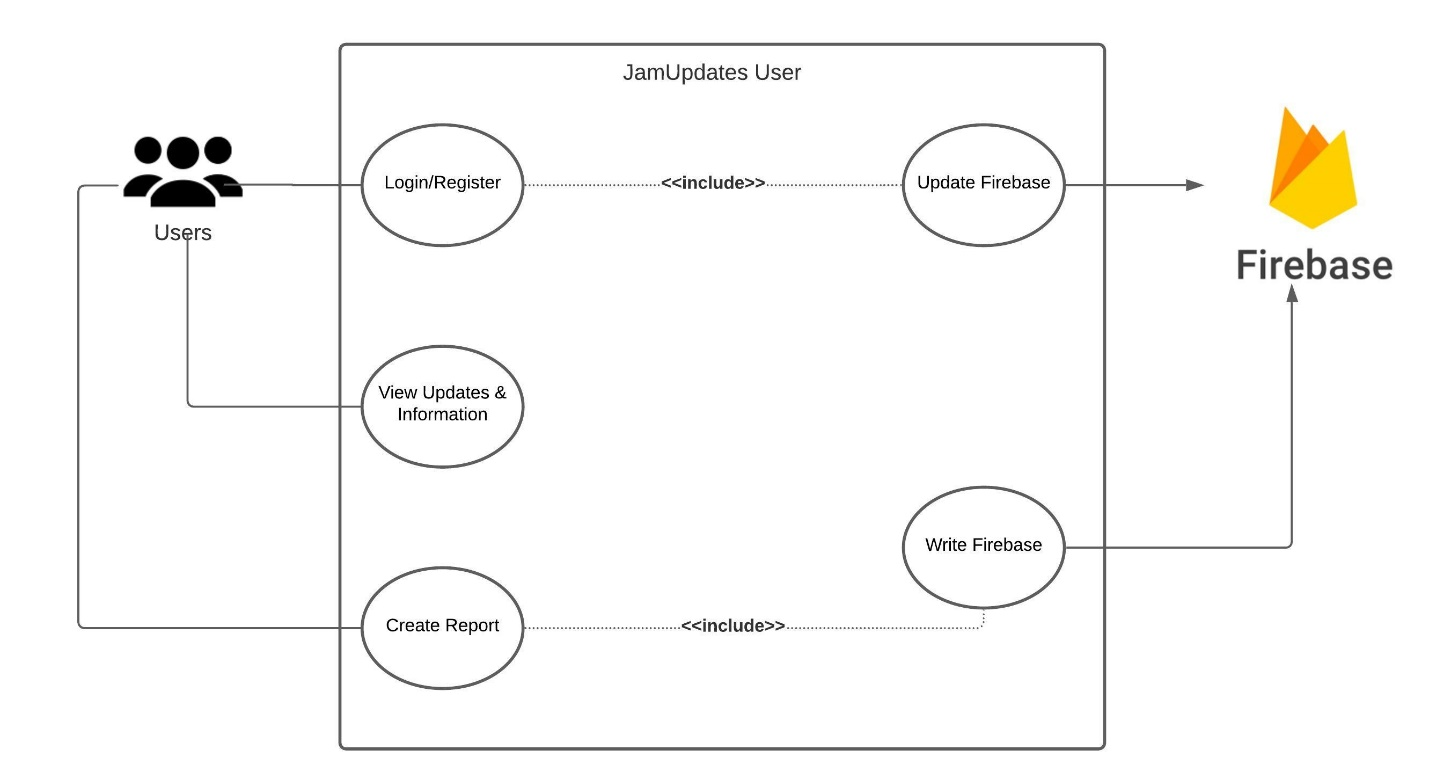 JamUpdates User
Login/Register
<<include>>
Update Firebase
Users
Firebase
View Updates &
Information
Write Firebase
Create Report
<<include>>